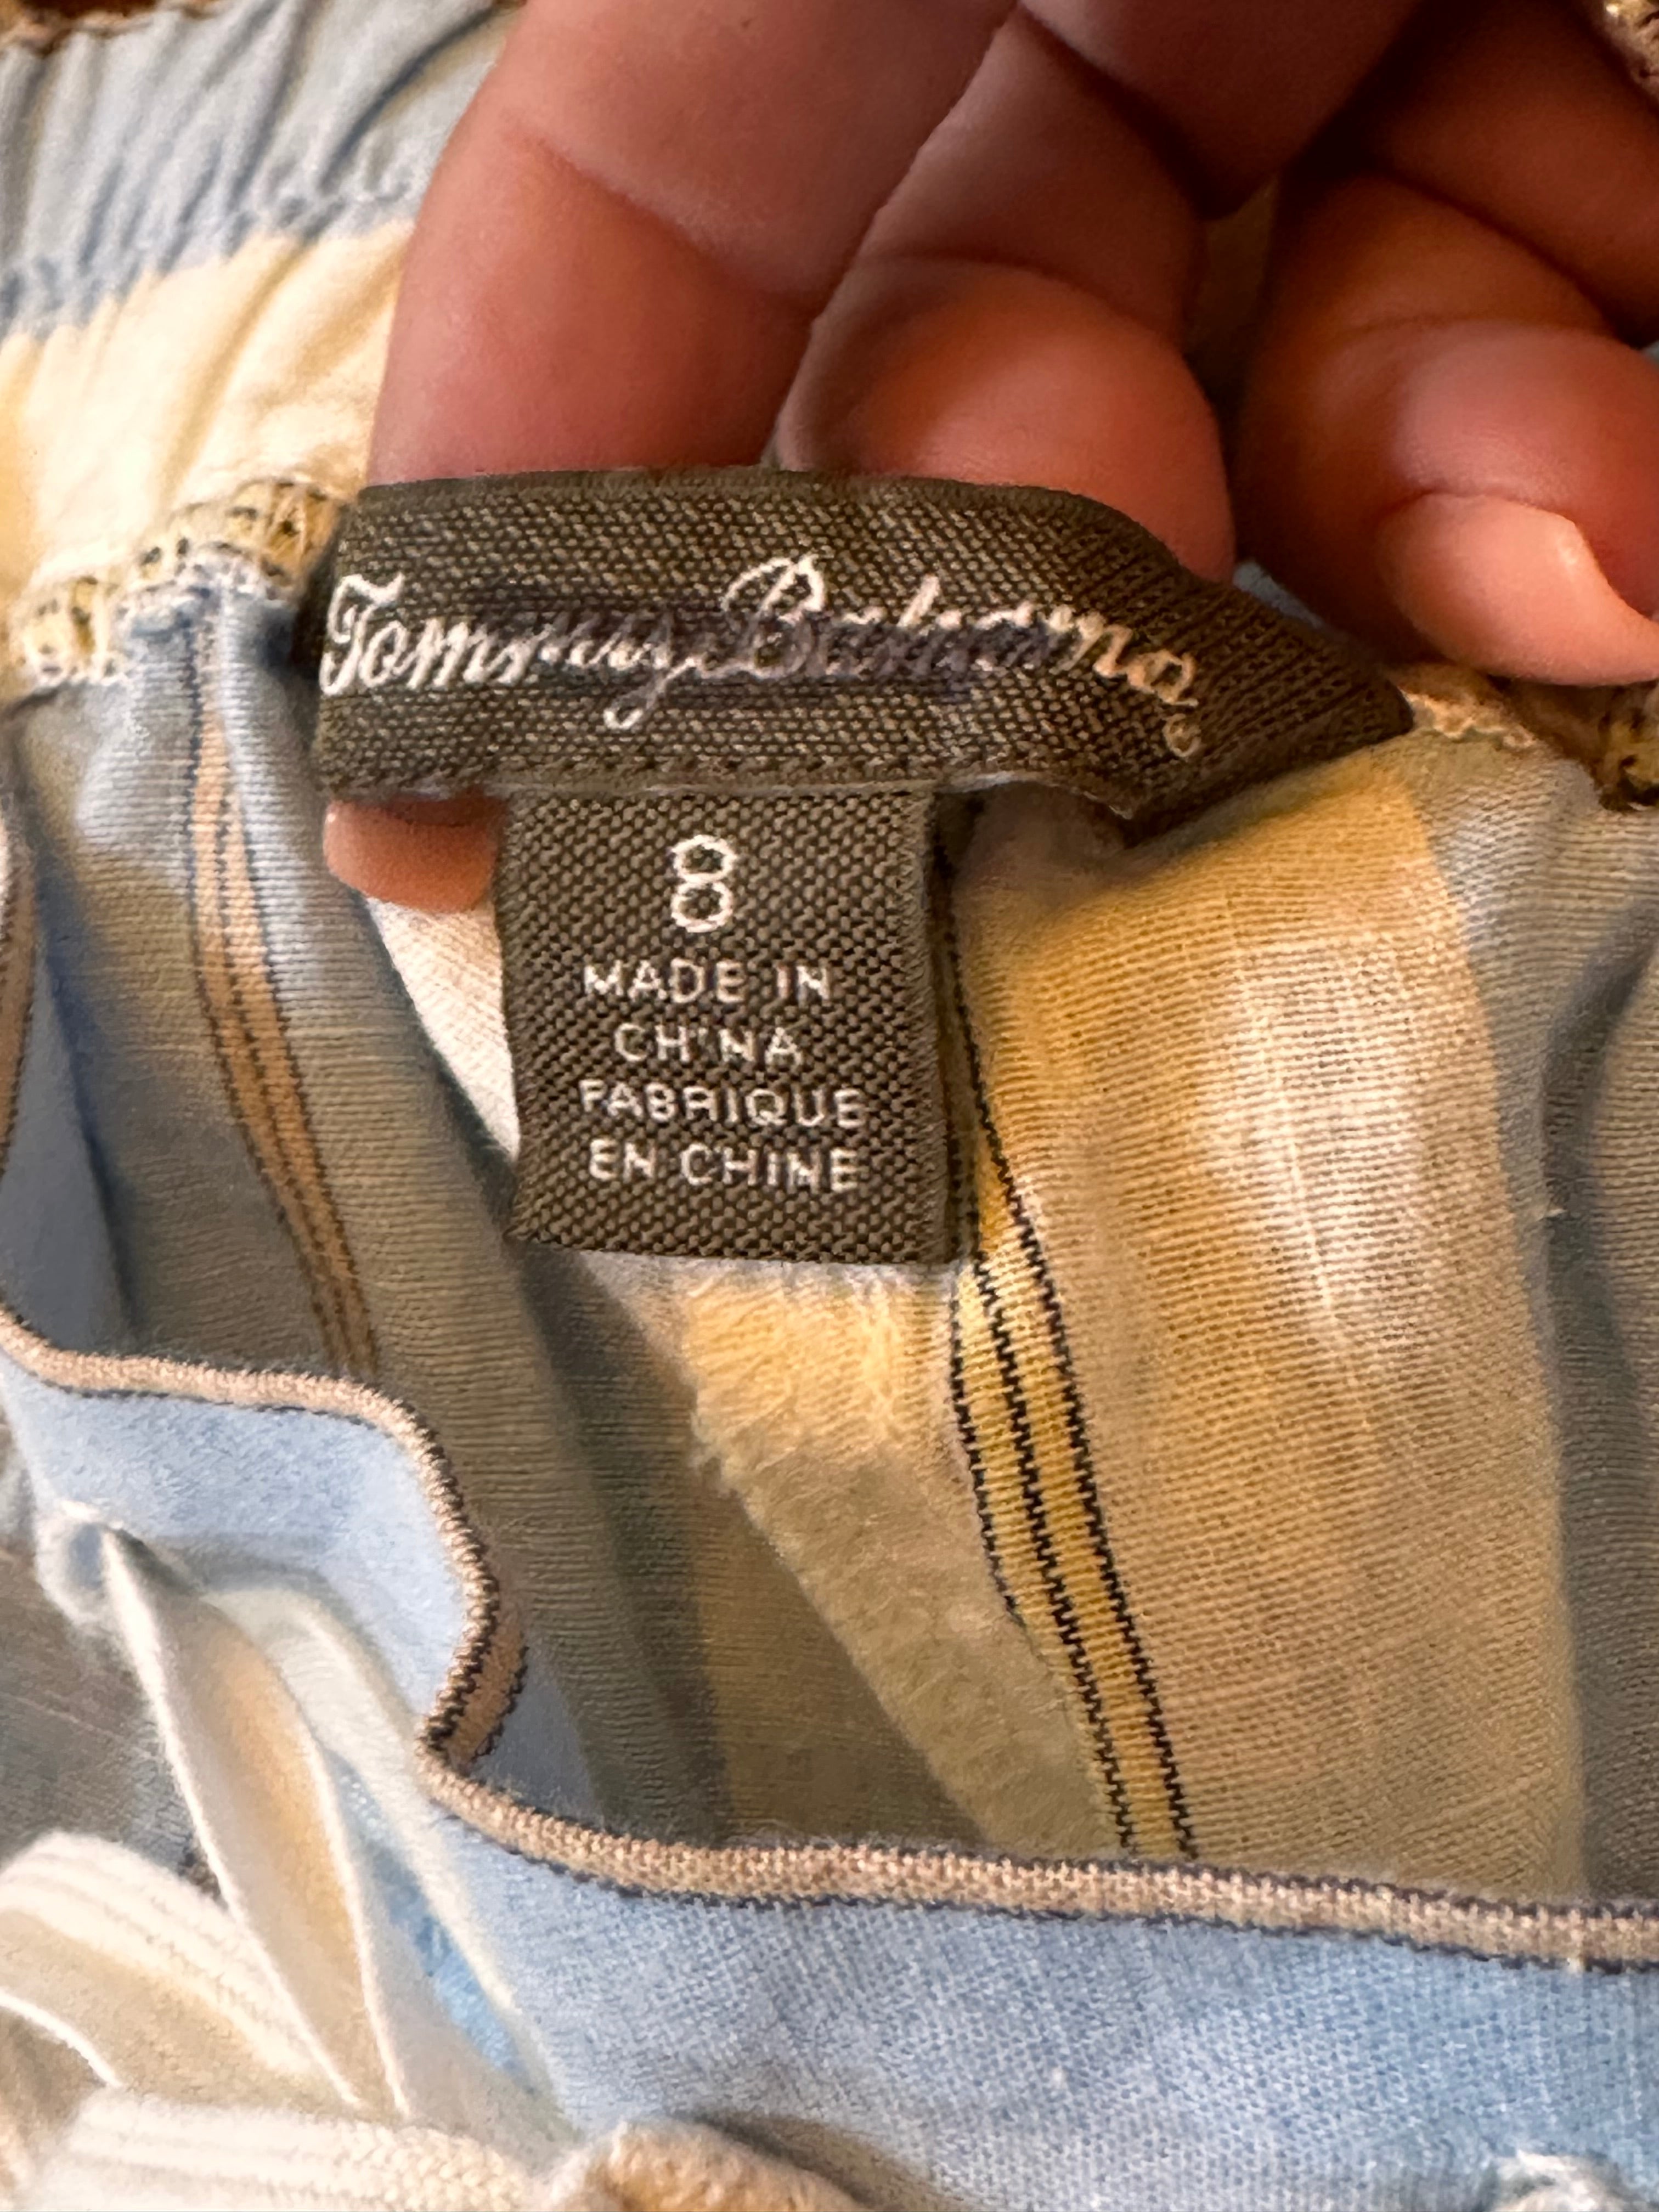 Tommy Bahama
8
MADE IN
CHINA
FABRIQUE
EN CHINE